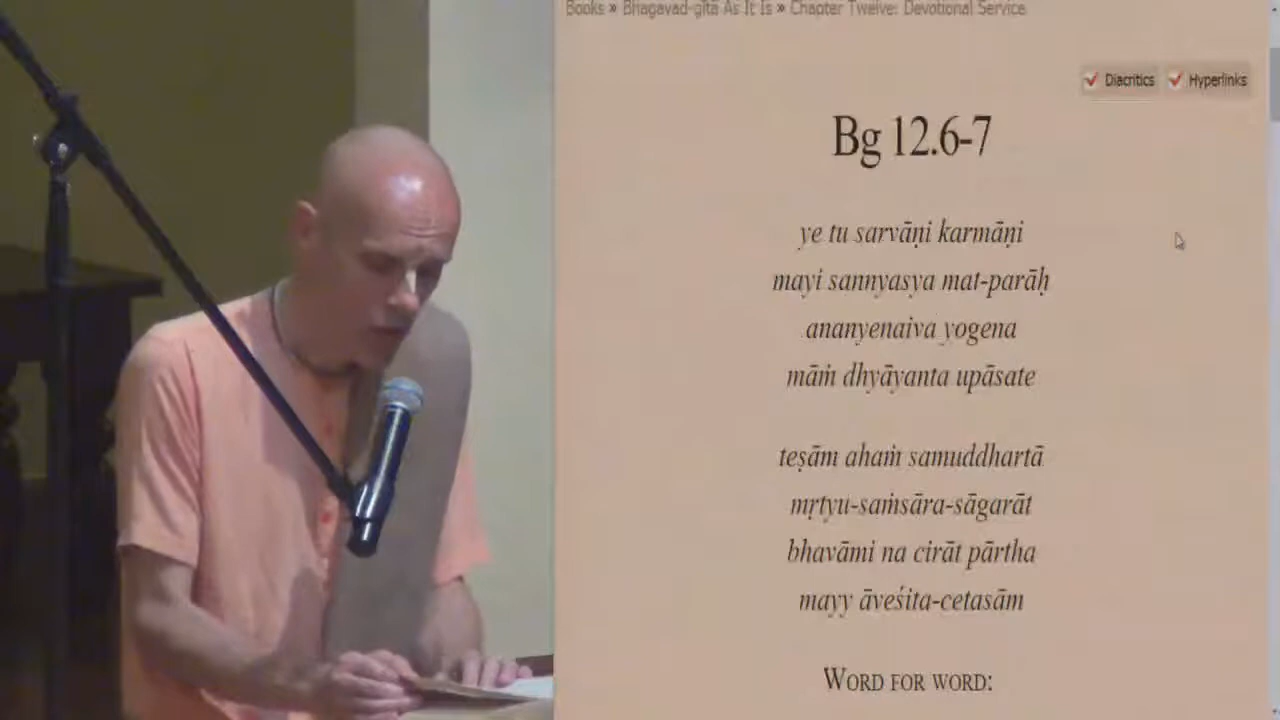 Books » Bhagavad-gītā As It Is » Chapter Twelve: Devotional Service
Diacritics Hyperlinks
Bg 12.6-7
ye tu sarvāṇi karmāṇi
mayi sannyasya mat-parāḥ
ananyenaiva yogena
māṁ dhyāyanta upāsate
teṣām ahaṁ samuddhartā
mṛtyu-saṁsāra-sāgarāt
bhavāmi na cirāt pārtha
mayy āveśita-cetasām
WORD FOR WORD: